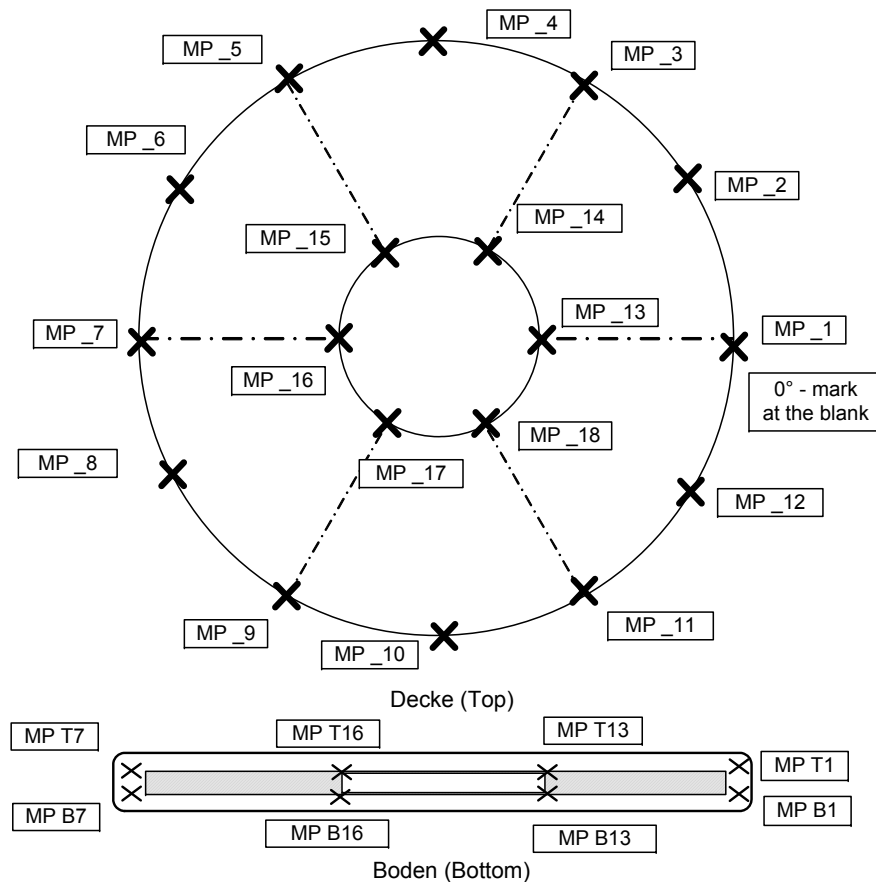 MP _4
MP _5
MP _3
MP _6
MP _2
MP _15
MP _14
MP _13
MP _7
MP _1
MP _16
0° - mark
at the blank
MP _18
MP _8
MP _17
MP _12
MP _9
MP _11
MP _10
Decke (Top)
MP T16
MP T13
MP T7
MP T1
MP B7
MP B1
MP B16
MP B13
Boden (Bottom)